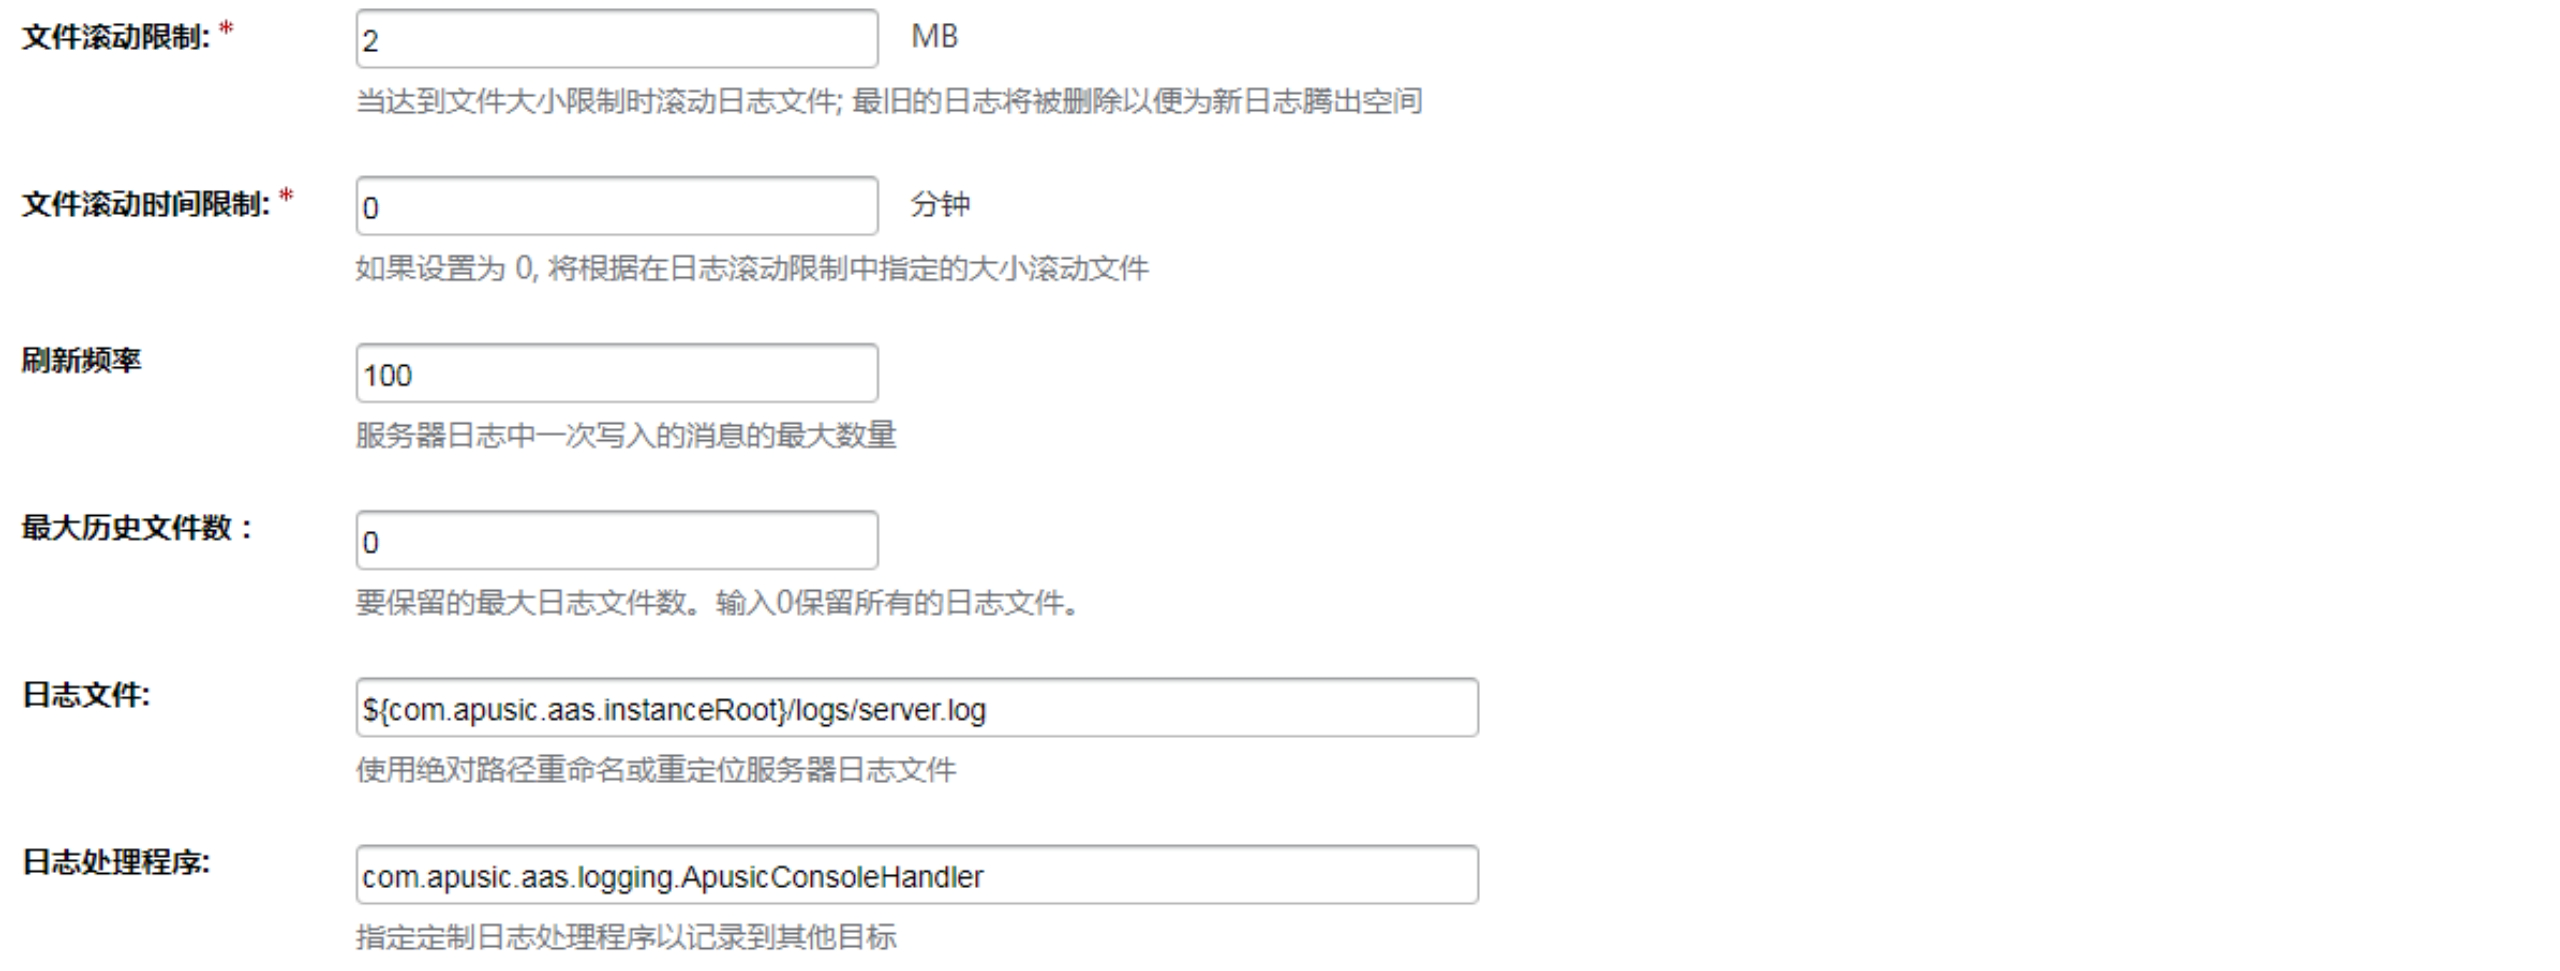 文件滚动限制: *
2 MB
当达到文件大小限制时滚动日志文件; 最旧的日志将被删除以便为新日志腾出空间
文件滚动时间限制: *
0 分钟
如果设置为 0, 将根据在日志滚动限制中指定的大小滚动文件
刷新频率
100
服务器日志中一次写入的消息的最大数量
最大历史文件数：
0
要保留的最大日志文件数。输入0保留所有的日志文件。
日志文件:
${com.apusic.aas.instanceRoot}/logs/server.log
使用绝对路径重命名或重定位服务器日志文件
日志处理程序:
com.apusic.aas.logging.ApusicConsoleHandler
指定定制日志处理程序以记录到其他目标